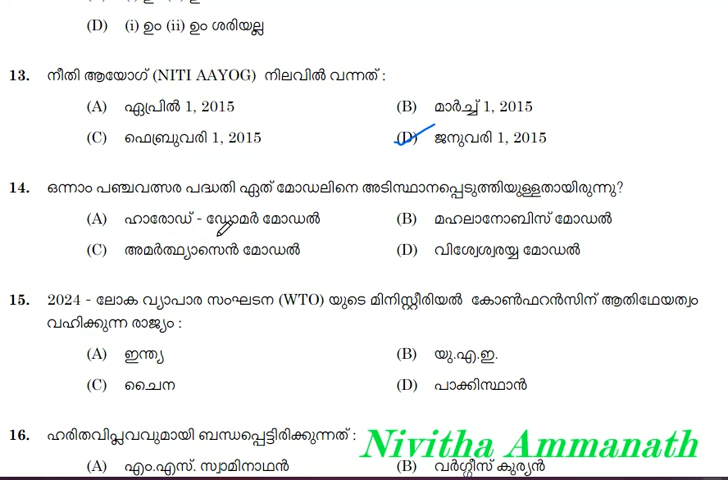 (D) (i) ഉം (ii) ഉം ശരിയല്ല
13. നീതി ആയോഗ് (NITI AAYOG) നിലവിൽ വന്നത് :
(A) ഏപ്രിൽ 1, 2015 (B) മാർച്ച് 1, 2015
(C) ഫെബ്രുവരി 1, 2015 (D) ജനുവരി 1, 2015
14. ഒന്നാം പഞ്ചവത്സര പദ്ധതി ഏത് മോഡലിനെ അടിസ്ഥാനപ്പെടുത്തിയുള്ളതായിരുന്നു?
(A) ഹാരോഡ് - ഡോമർ മോഡൽ (B) മഹലാനോബിസ് മോഡൽ
(C) അമർത്ഥ്യാസെൻ മോഡൽ (D) വിശ്വേശ്വരയ്യ മോഡൽ
15. 2024 - ലോക വ്യാപാര സംഘടന (WTO) യുടെ മിനിസ്റ്റീരിയൽ കോൺഫറൻസിന് ആതിഥേയത്വം
വഹിക്കുന്ന രാജ്യം :
(A) ഇന്ത്യ (B) യു.എ.ഇ.
(C) ചൈന (D) പാക്കിസ്ഥാൻ
16. ഹരിതവിപ്ലവവുമായി ബന്ധപ്പെട്ടിരിക്കുന്നത് :
Nivitha Ammanath
(A) എം.എസ്. സ്വാമിനാഥൻ (B) വർഗ്ഗീസ് കുര്യൻ